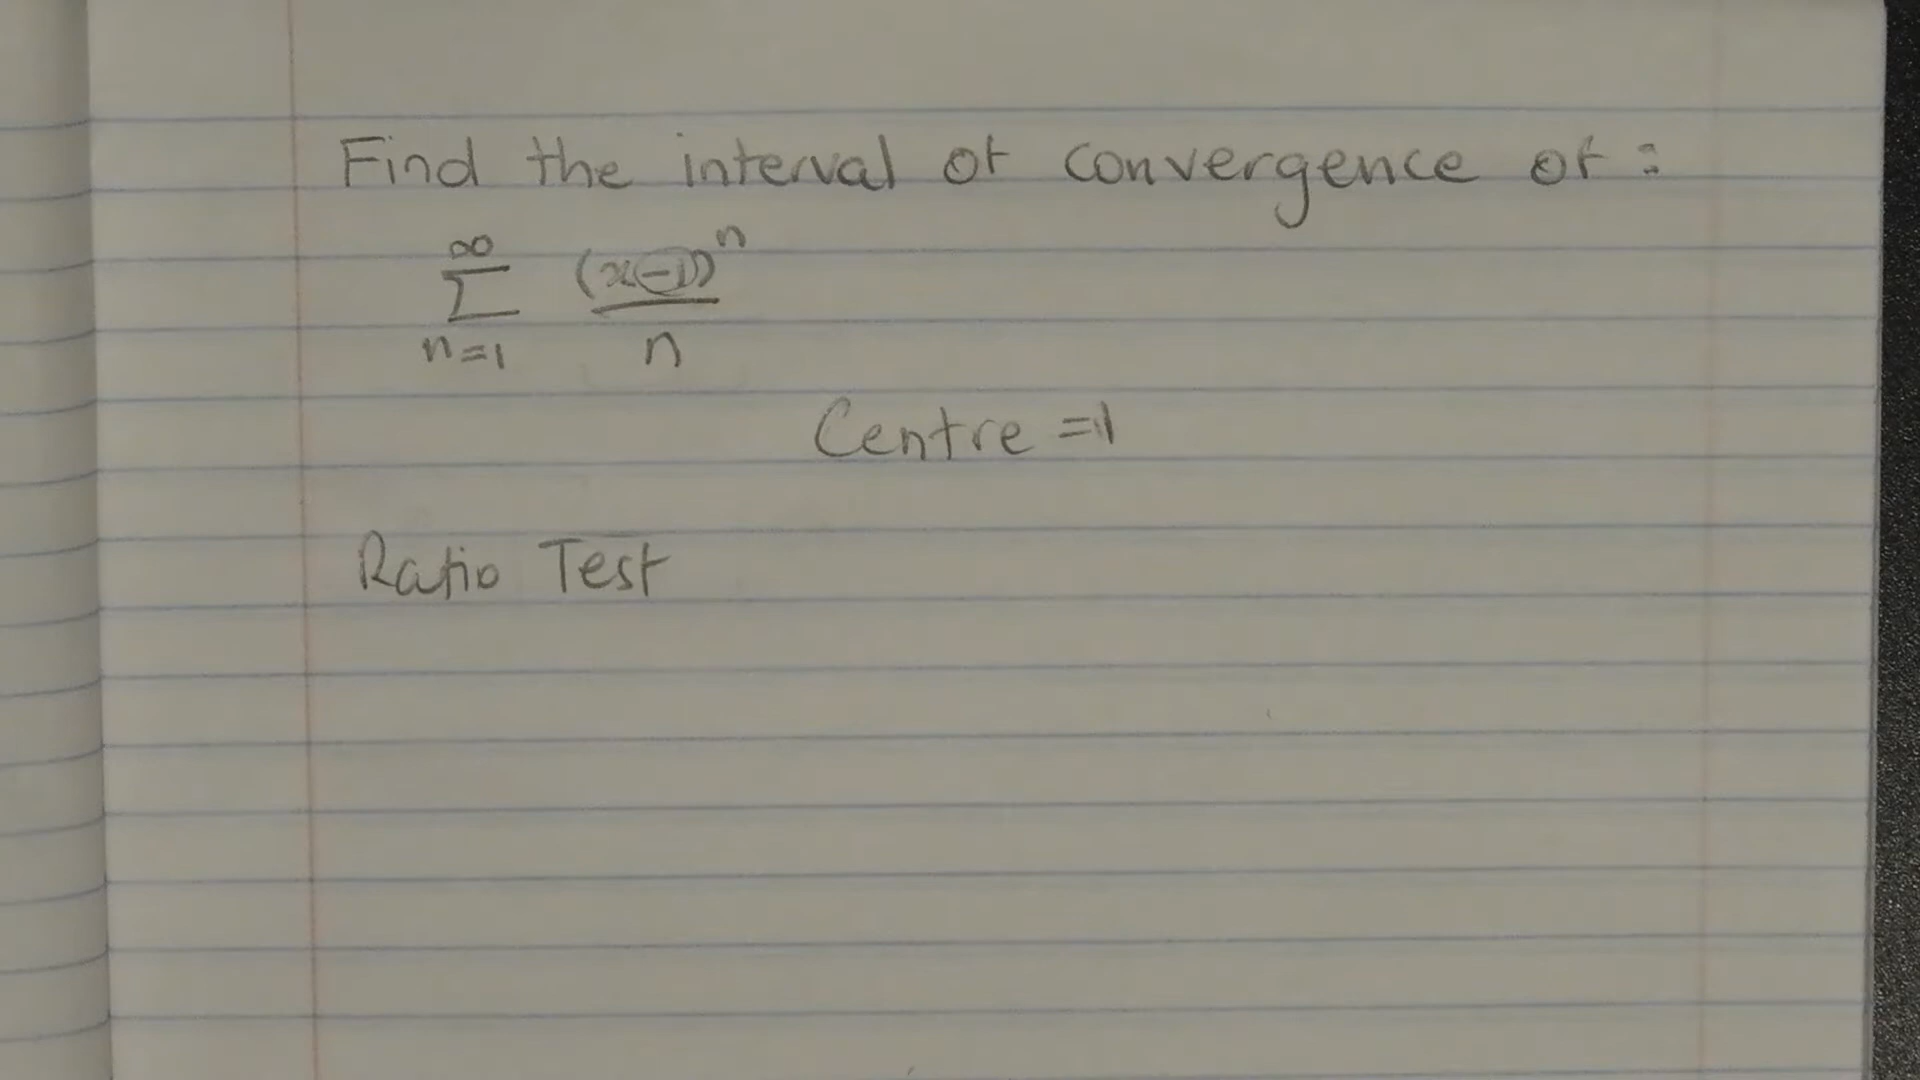 Find the interval of convergence of :
∞ Σ n=1 (x-1)^n / n
Centre =1
Ratio Test